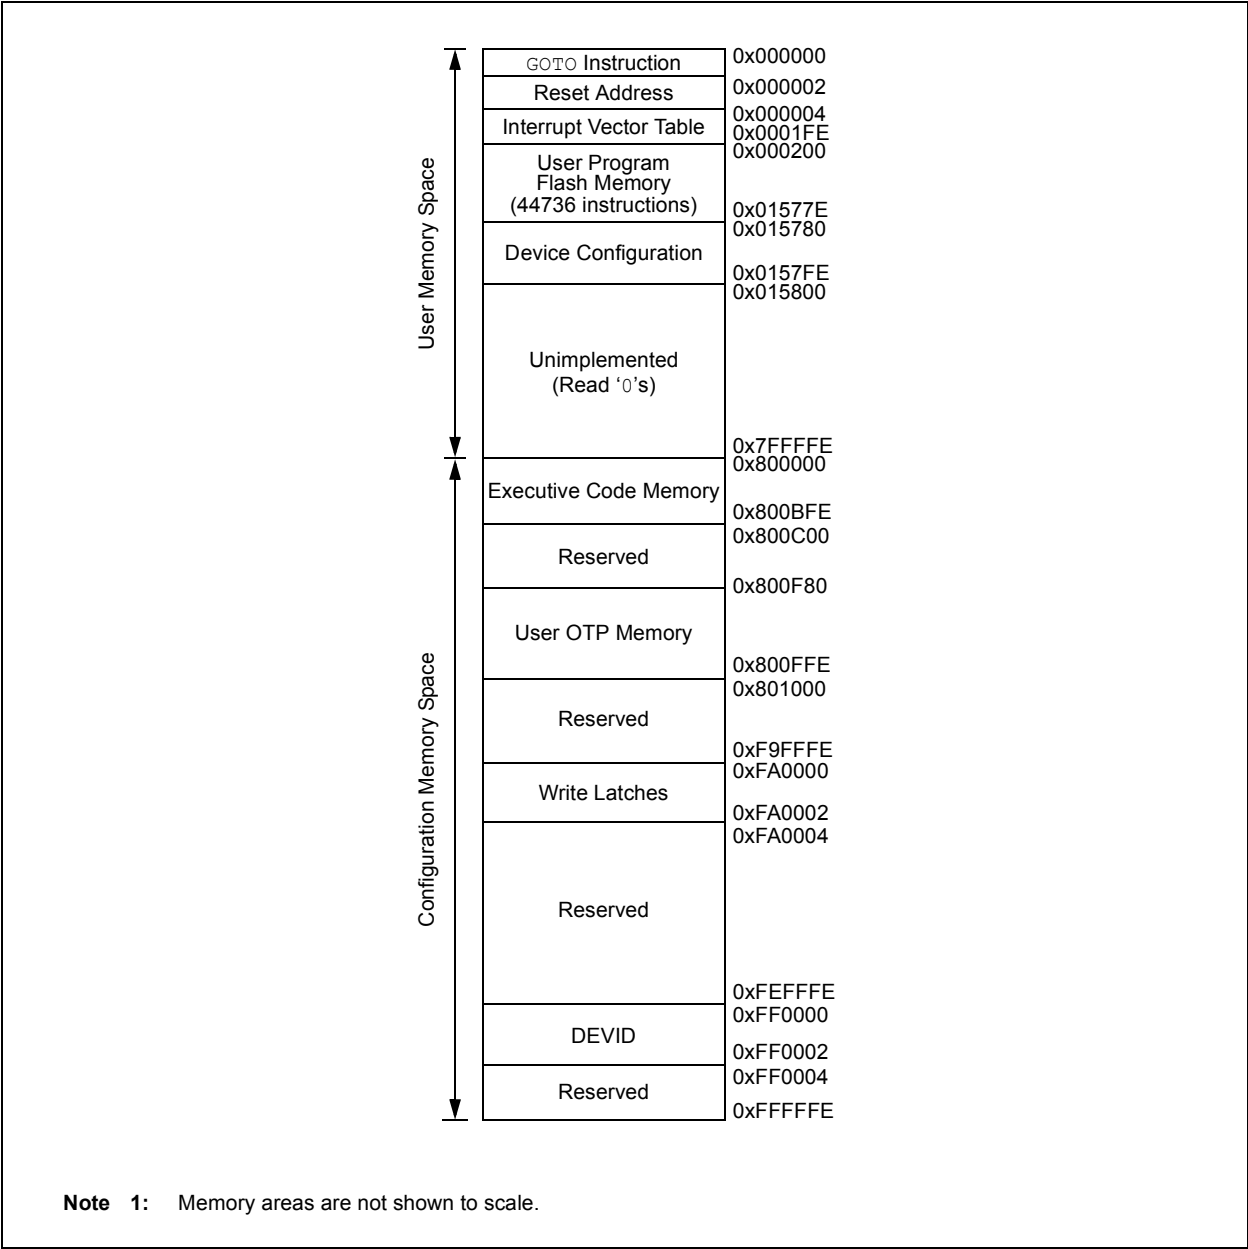 GOTO Instruction
0x000000
Reset Address
0x000002
Interrupt Vector Table
0x000004
0x0001FE
User Program
Flash Memory
(44736 instructions)
0x000200
0x01577E
Device Configuration
0x015780
0x0157FE
Unimplemented
(Read ‘0’s)
0x015800
0x7FFFFE
User Memory Space
Executive Code Memory
0x800000
0x800BFE
Reserved
0x800C00
0x800F80
User OTP Memory
0x800FFE
Reserved
0x801000
0xF9FFFE
Write Latches
0xFA0000
0xFA0002
Reserved
0xFA0004
0xFEFFFE
DEVID
0xFF0000
0xFF0002
Reserved
0xFF0004
0xFFFFFE
Configuration Memory Space
Note 1: Memory areas are not shown to scale.